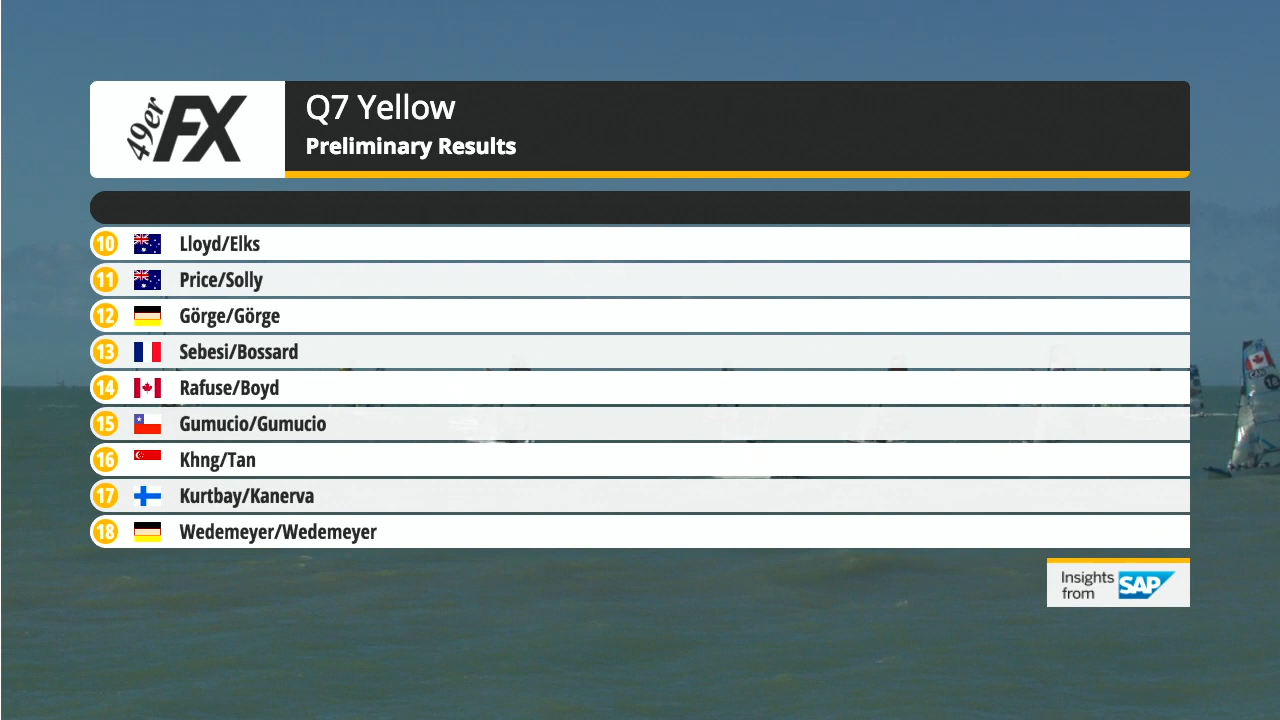 49er FX
Q7 Yellow
Preliminary Results
10 Lloyd/Elks
11 Price/Solly
12 Görge/Görge
13 Sebesi/Bossard
14 Rafuse/Boyd
15 Gumucio/Gumucio
16 Khng/Tan
17 Kurtbay/Kanerva
18 Wedemeyer/Wedemeyer
Insights
from SAP